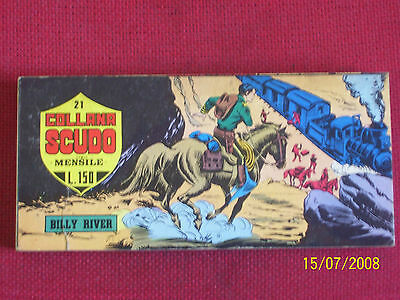 21
COLLANA
SCUDO
MENSILE
L. 150
BILLY RIVER
15/07/2008